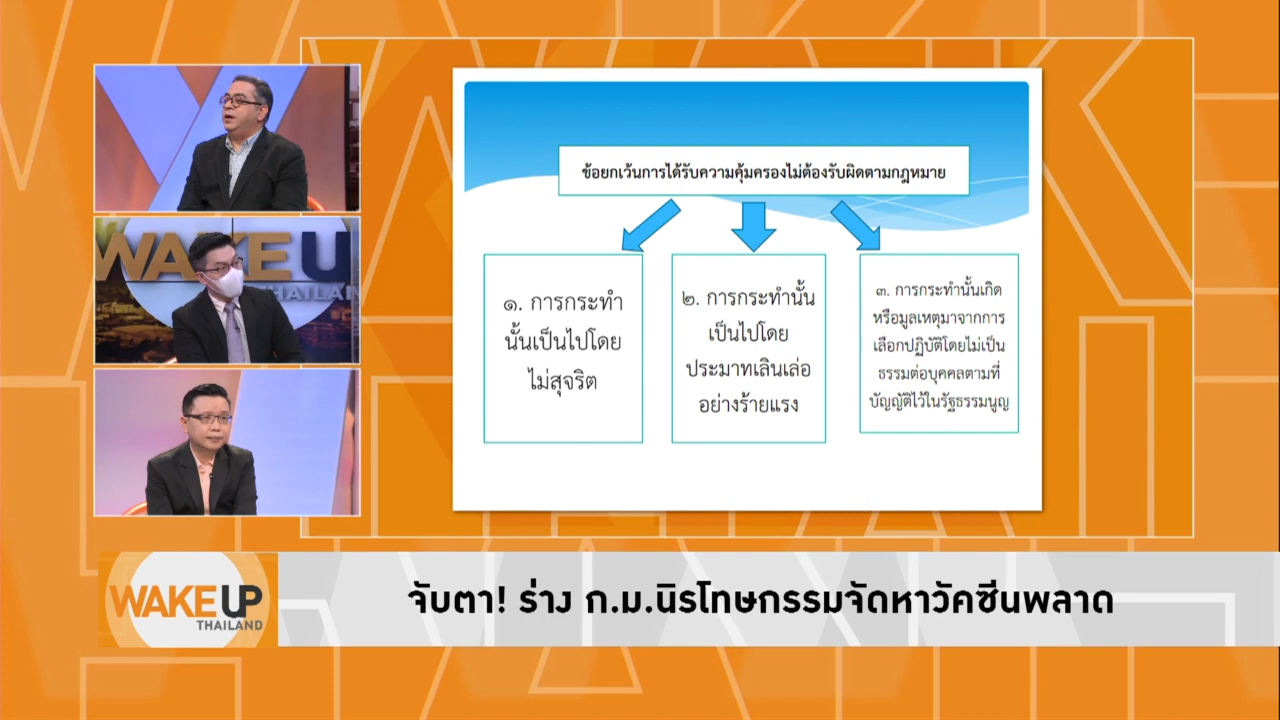 ข้อยกเว้นการได้รับความคุ้มครองไม่ต้องรับผิดตามกฎหมาย
๑. การกระทำ
นั้นเป็นไปโดย
ไม่สุจริต
๒. การกระทำนั้น
เป็นไปโดย
ประมาทเลินเล่อ
อย่างร้ายแรง
๓. การกระทำนั้นเกิด
หรือมูลเหตุมาจากการ
เลือกปฏิบัติโดยไม่เป็น
ธรรมต่อบุคคลตามที่
บัญญัติไว้ในรัฐธรรมนูญ
WAKE U
THAILAN
WAKE UP
THAILAND
จับตา! ร่าง ก.ม.นิรโทษกรรมจัดหาวัคซีนพลาด